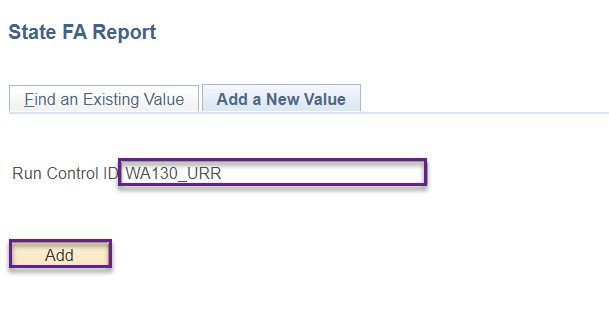 State FA Report
Find an Existing Value
Add a New Value
Run Control ID WA130_URR
Add